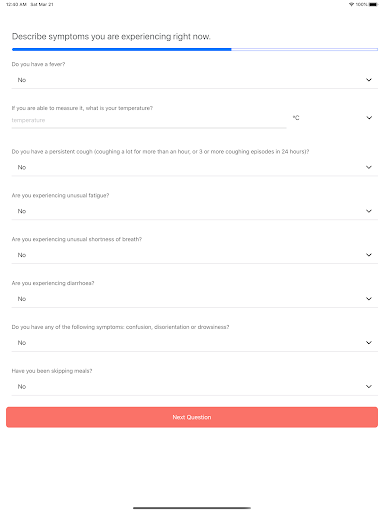 12:40 AM Sat Mar 21
100%
Describe symptoms you are experiencing right now.
Do you have a fever?
No
If you are able to measure it, what is your temperature?
temperature
°C
Do you have a persistent cough (coughing a lot for more than an hour, or 3 or more coughing episodes in 24 hours)?
No
Are you experiencing unusual fatigue?
No
Are you experiencing unusual shortness of breath?
No
Are you experiencing diarrhoea?
No
Do you have any of the following symptoms: confusion, disorientation or drowsiness?
No
Have you been skipping meals?
No
Next Question